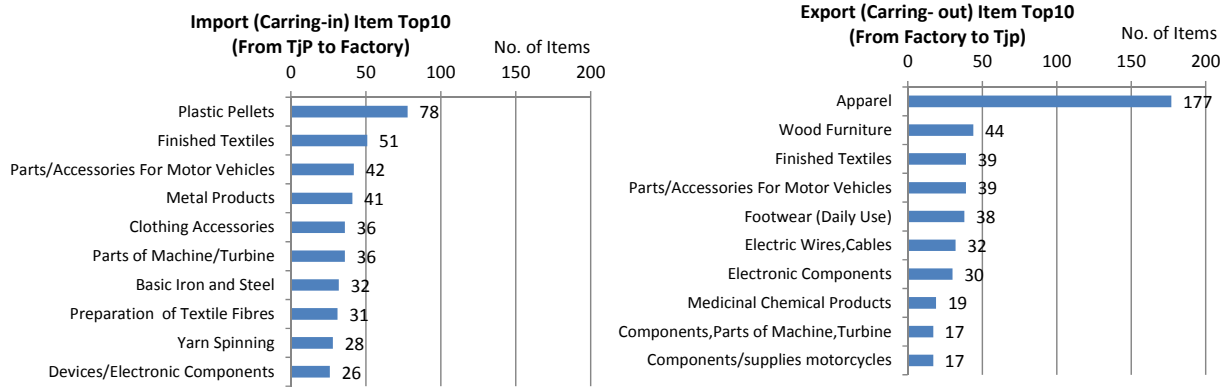 Import (Carring-in) Item Top10
(From TjP to Factory)
No. of Items
0 50 100 150 200
Plastic Pellets 78
Finished Textiles 51
Parts/Accessories For Motor Vehicles 42
Metal Products 41
Clothing Accessories 36
Parts of Machine/Turbine 36
Basic Iron and Steel 32
Preparation of Textile Fibres 31
Yarn Spinning 28
Devices/Electronic Components 26
Export (Carring- out) Item Top10
(From Factory to Tjp)
No. of Items
0 50 100 150 200
Apparel 177
Wood Furniture 44
Finished Textiles 39
Parts/Accessories For Motor Vehicles 39
Footwear (Daily Use) 38
Electric Wires,Cables 32
Electronic Components 30
Medicinal Chemical Products 19
Components,Parts of Machine,Turbine 17
Components/supplies motorcycles 17